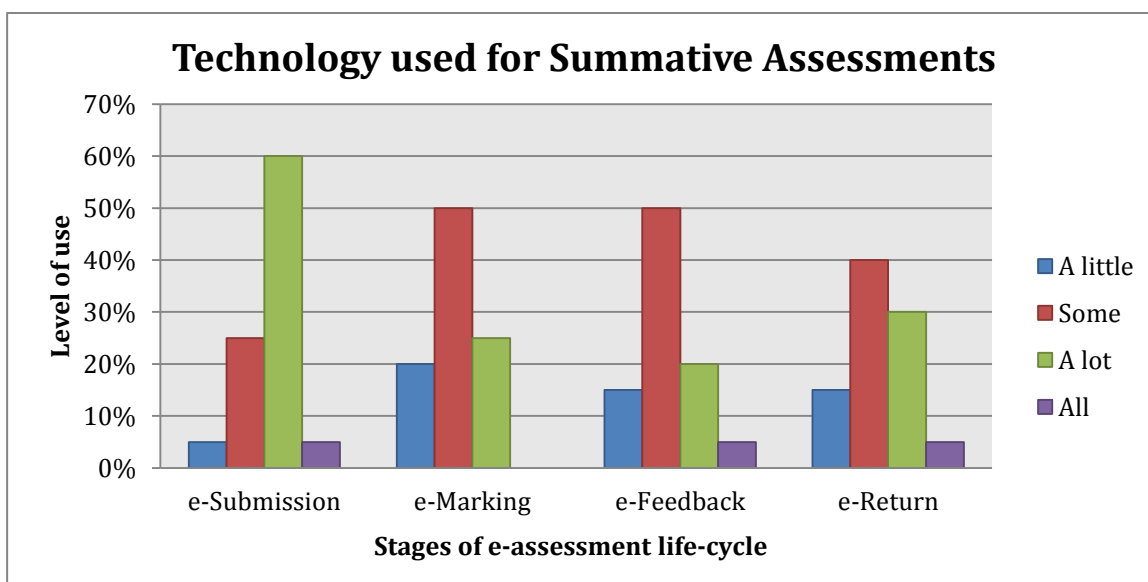 Technology used for Summative Assessments
70%
60%
50%
40%
30%
20%
10%
0%
Level of use
e-Submission
e-Marking
e-Feedback
e-Return
Stages of e-assessment life-cycle
A little
Some
A lot
All